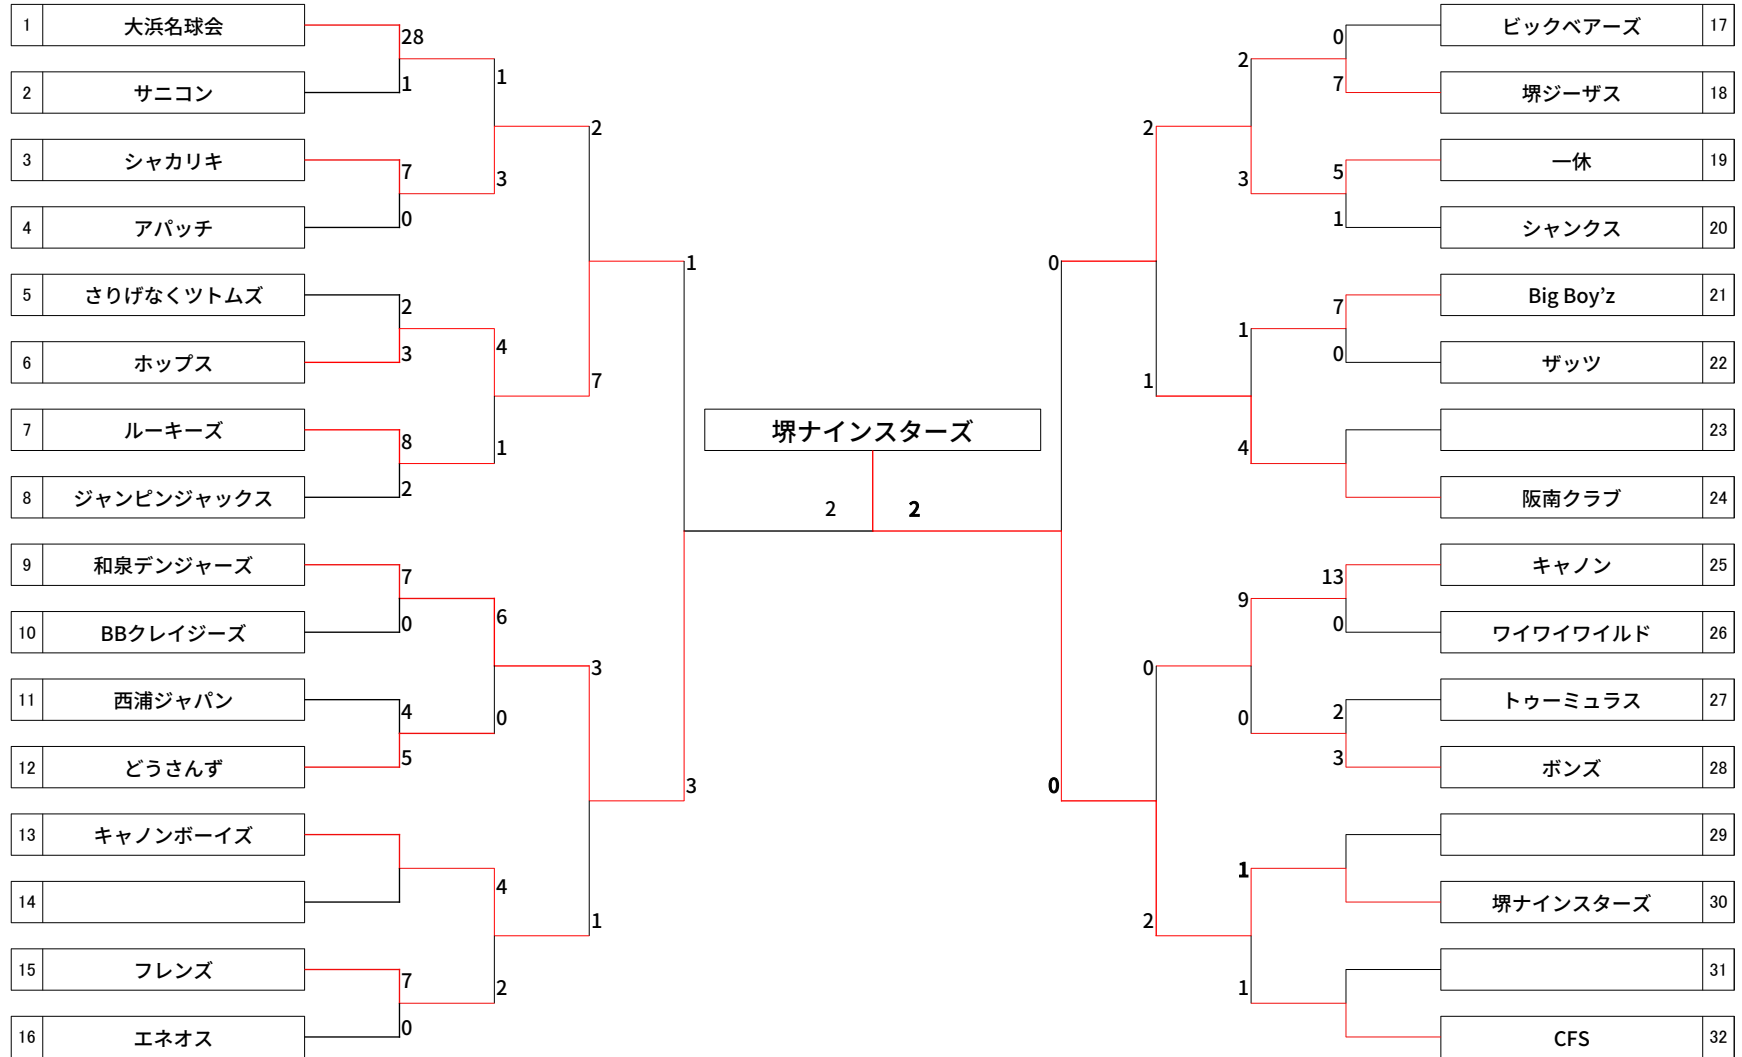 1 大浜名球会
28
1
2 サニコン
1
3 シャカリキ
7
0
3
4 アパッチ
2
5 さりげなくツトムズ
2
3
6 ホップス
4
7 ルーキーズ
8
2
1
8 ジャンピンジャックス
7
1
9 和泉デンジャーズ
7
0
10 BBクレイジーズ
6
11 西浦ジャパン
4
5
0
12 どうさんず
3
13 キャノンボーイズ
14
4
15 フレンズ
7
0
2
16 エネオス
1
3
堺ナインスターズ
2 2
ビックベアーズ 17
0
7
2
堺ジーザス 18
一休 19
5
1
3
シャンクス 20
2
Big Boy’z 21
7
0
1
ザッツ 22
23
4
阪南クラブ 24
1
0
キャノン 25
13
0
9
ワイワイワイルド 26
トゥーミュラス 27
2
3
0
ボンズ 28
0
29
1
堺ナインスターズ 30
31
1
CFS 32
2
0